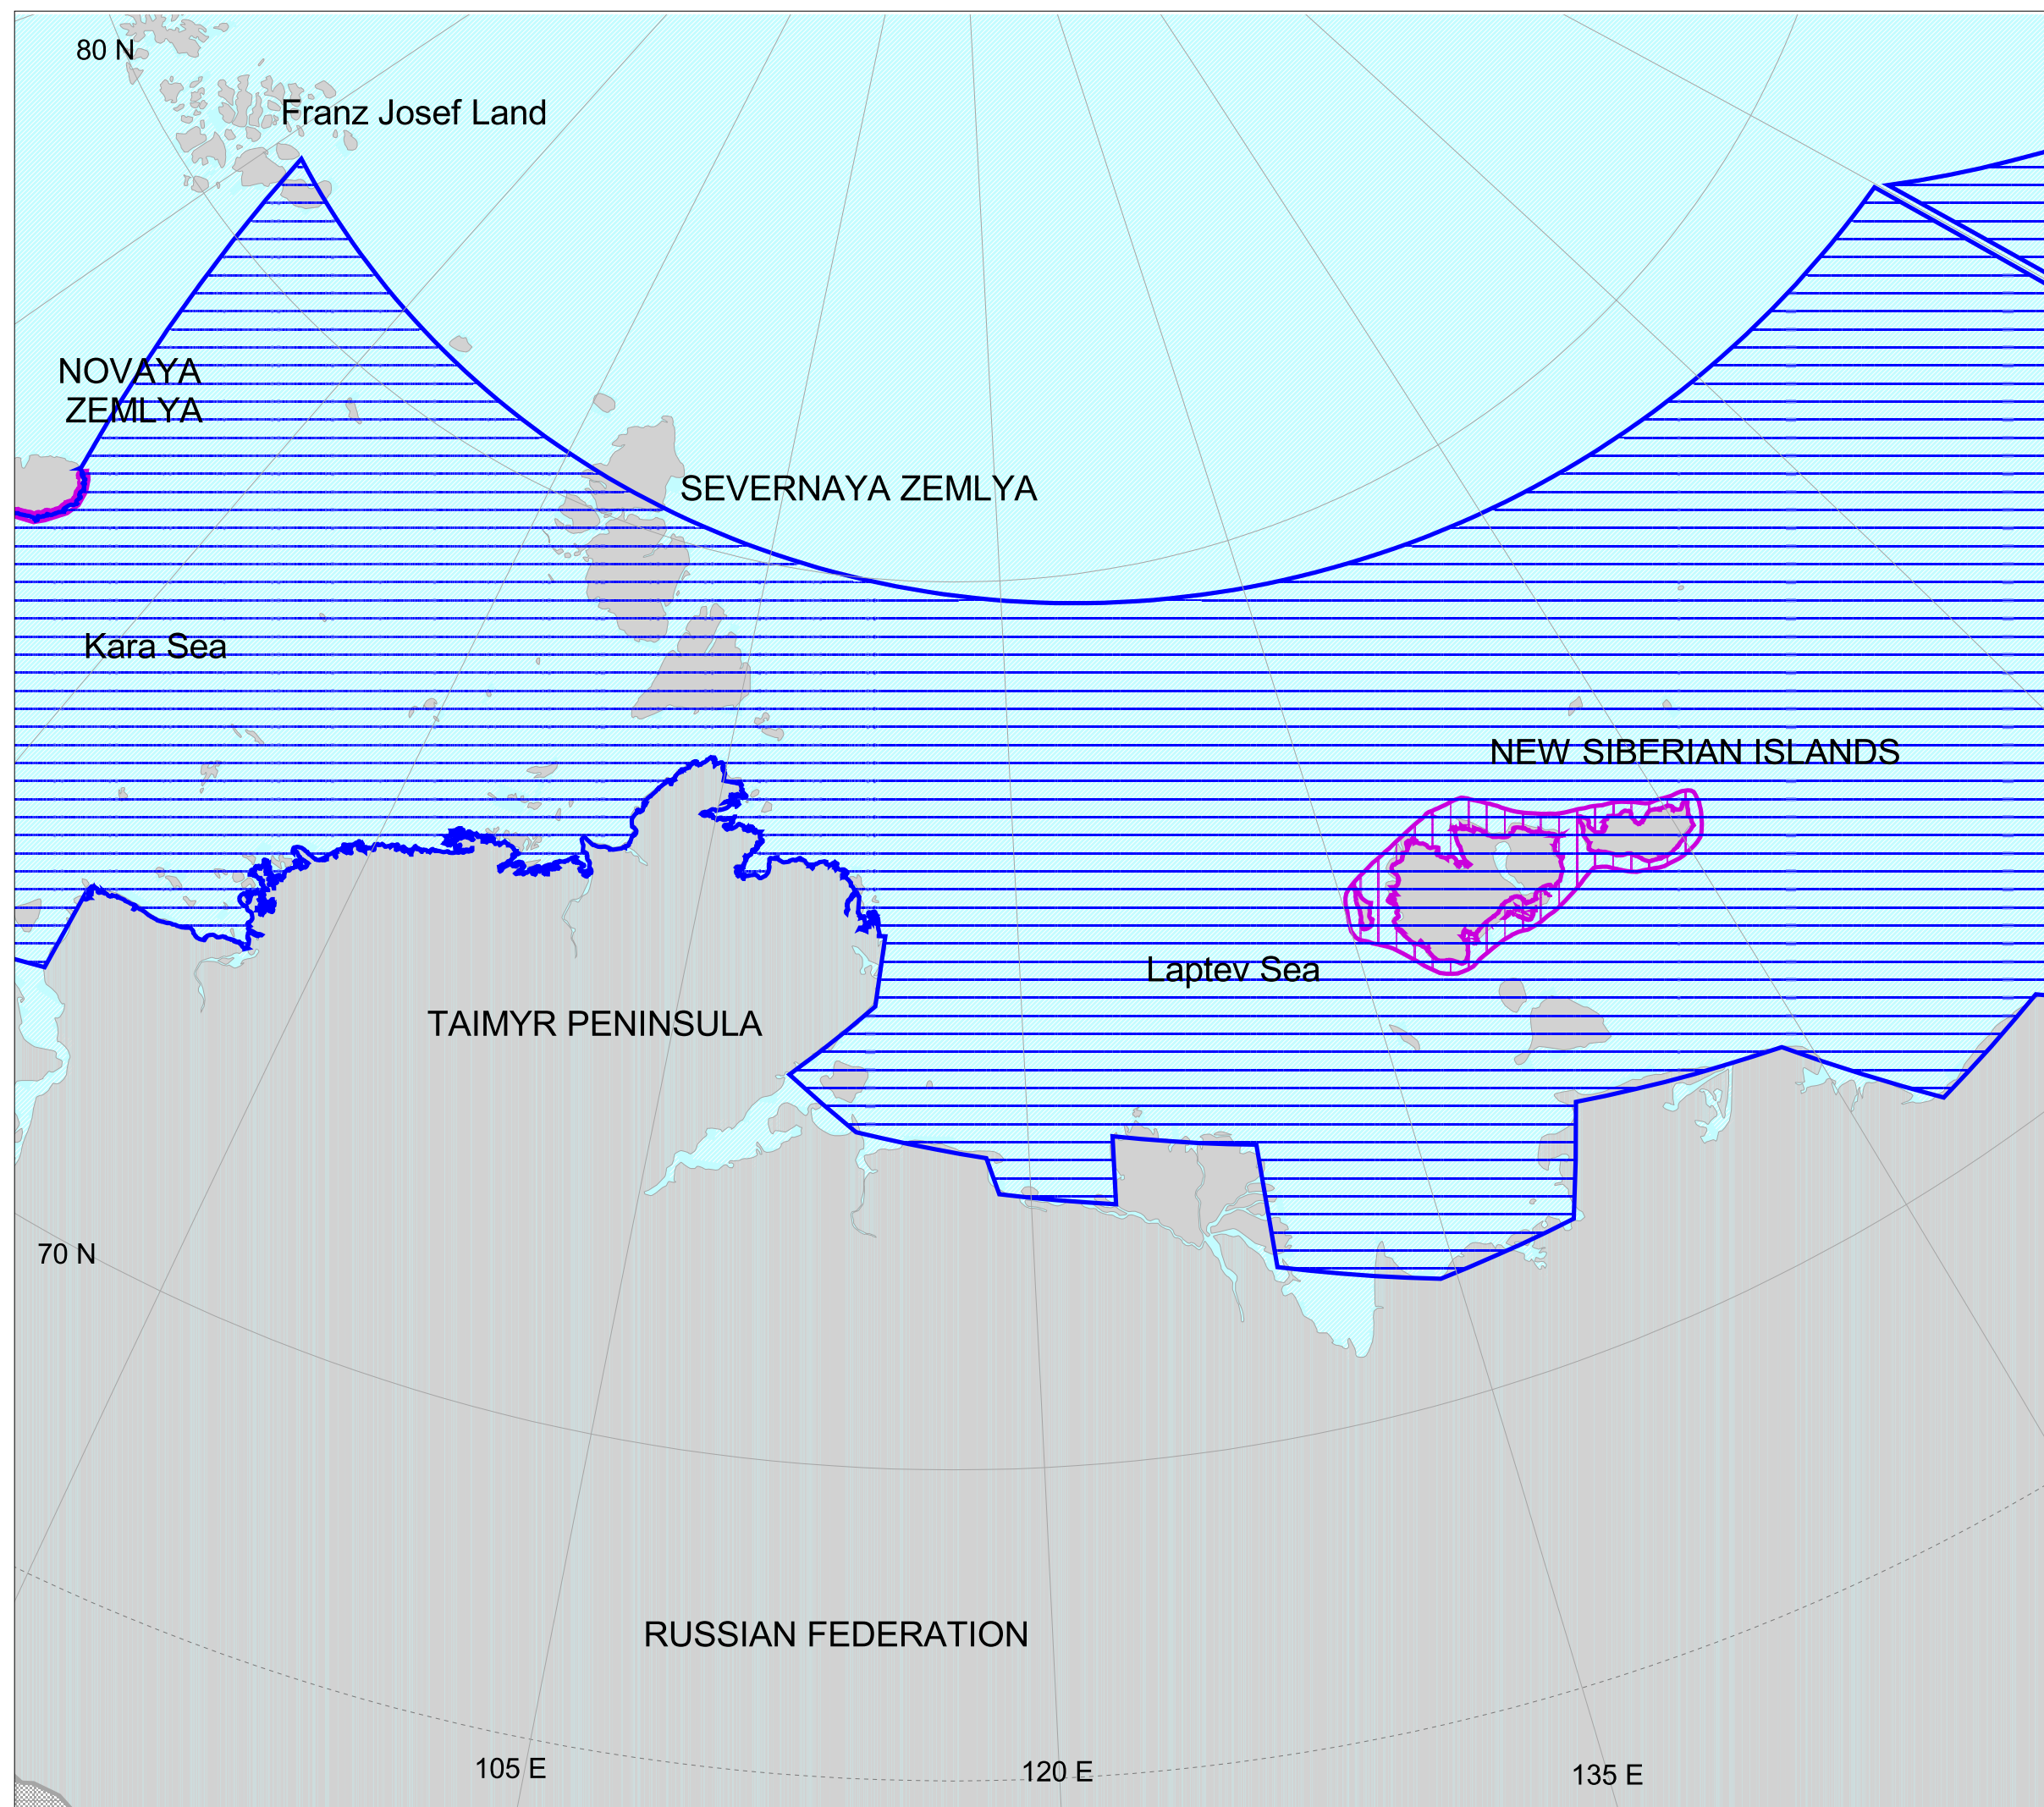 80 N
Franz Josef Land
NOVAYA
ZEMLYA
SEVERNAYA ZEMLYA
Kara Sea
NEW SIBERIAN ISLANDS
Laptev Sea
TAIMYR PENINSULA
70 N
RUSSIAN FEDERATION
105 E
120 E
135 E